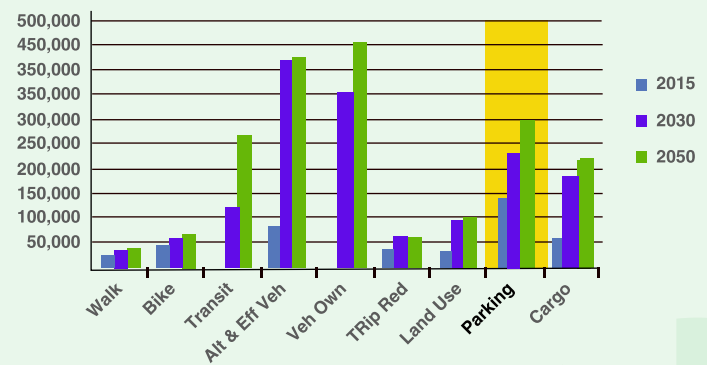 500,000
450,000
350,000
350,000
300,000
250,000
200,000
150,000
100,000
50,000
2015
2030
2050
Walk
Bike
Transit
Alt & Eff Veh
Veh Own
TRip Red
Land Use
Parking
Cargo